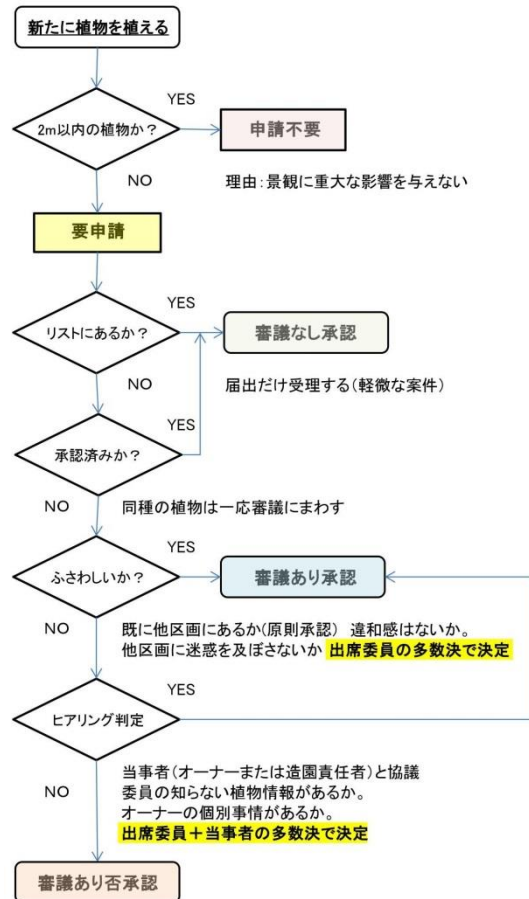 新たに植物を植える
YES
2m以内の植物か？
申請不要
NO
理由：景観に重大な影響を与えない
要申請
YES
リストにあるか？
審議なし承認
NO
届出だけ受理する（軽微な案件）
YES
承認済みか？
NO
同種の植物は一応審議にまわす
YES
ふさわしいか？
審議あり承認
NO
既に他区画にあるか（原則承認）　違和感はないか。
他区画に迷惑を及ぼさないか 出席委員の多数決で決定
YES
ヒアリング判定
NO
当事者（オーナーまたは造園責任者）と協議
委員の知らない植物情報があるか。
オーナーの個別事情があるか。
出席委員＋当事者の多数決で決定
審議あり否承認